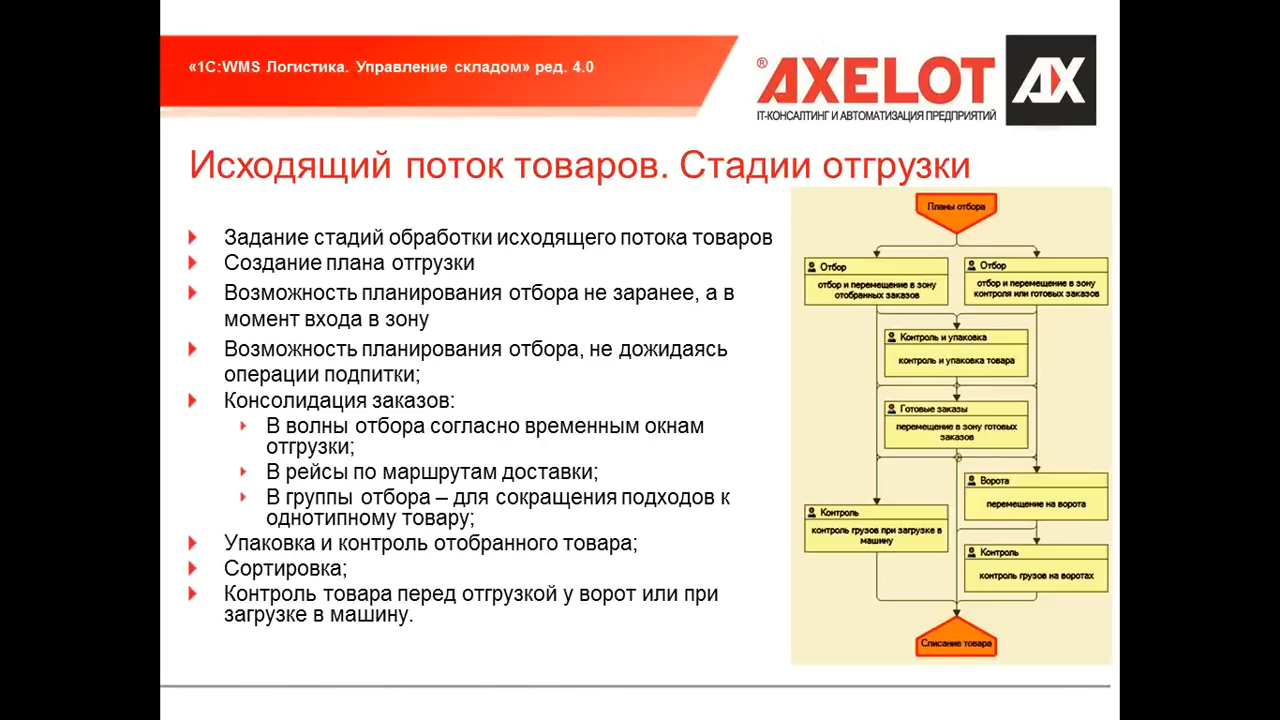 «1С:WMS Логистика. Управление складом» ред. 4.0
®AXELOT
AX
IT-КОНСАЛТИНГ И АВТОМАТИЗАЦИЯ ПРЕДПРИЯТИЙ
Исходящий поток товаров. Стадии отгрузки
Задание стадий обработки исходящего потока товаров
Создание плана отгрузки
Возможность планирования отбора не заранее, а в
момент входа в зону
Возможность планирования отбора, не дожидаясь
операции подпитки;
Консолидация заказов:
В волны отбора согласно временным окнам
отгрузки;
В рейсы по маршрутам доставки;
В группы отбора – для сокращения подходов к
однотипному товару;
Упаковка и контроль отобранного товара;
Сортировка;
Контроль товара перед отгрузкой у ворот или при
загрузке в машину.
Планы отбора
Отбор
отбор и перемещение в зону
отобранных заказов
Отбор
отбор и перемещение в зону
контроля или готовых заказов
Контроль и упаковка
контроль и упаковка товара
Готовые заказы
перемещение в зону готовых
заказов
Ворота
перемещение на ворота
Контроль
контроль грузов при загрузке в
машину
Контроль
контроль грузов на воротах
Списание товара